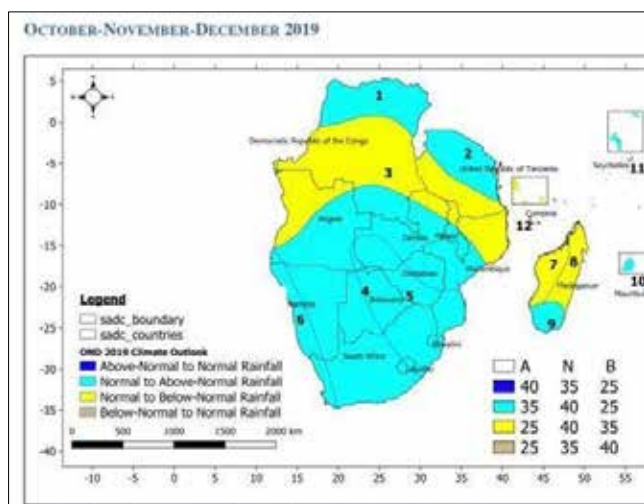 OCTOBER-NOVEMBER-DECEMBER 2019
5
0
-5
-10
-15
-20
-25
-30
-35
-40
1
Democratic Republic of the Congo
2
United Republic of Tanzania
3
Seychelles
11
Comoros
12
Angola
Zambia
Malawi
Mozambique
7
8
Madagascar
10
Mauritius
Zimbabwe
4
Botswana
5
Namibia
6
9
South Africa
Legend
sadc_boundary
sadc_countries
OND 2019 Climate Outlook
Above-Normal to Normal Rainfall
Normal to Above-Normal Rainfall
Normal to Below-Normal Rainfall
Below-Normal to Normal Rainfall
A N B
40 35 25
35 40 25
25 40 35
25 35 40
0 500 1000 1500 2000 km
-10 -5 0 5 10 15 20 25 30 35 40 45 50 55